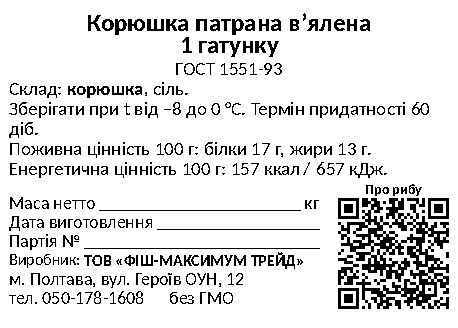 Корюшка патрана в’ялена
1 гатунку
ГОСТ 1551-93
Склад: корюшка, сіль.
Зберігати при t від –8 до 0 °С. Термін придатності 60
діб.
Поживна цінність 100 г: білки 17 г, жири 13 г.
Енергетична цінність 100 г: 157 ккал / 657 кДж.
Про рибу
Маса нетто ______________________ кг
Дата виготовлення __________________
Партія № __________________________
Виробник: ТОВ «ФІШ-МАКСИМУМ ТРЕЙД»
м. Полтава, вул. Героїв ОУН, 12
тел. 050-178-1608 без ГМО